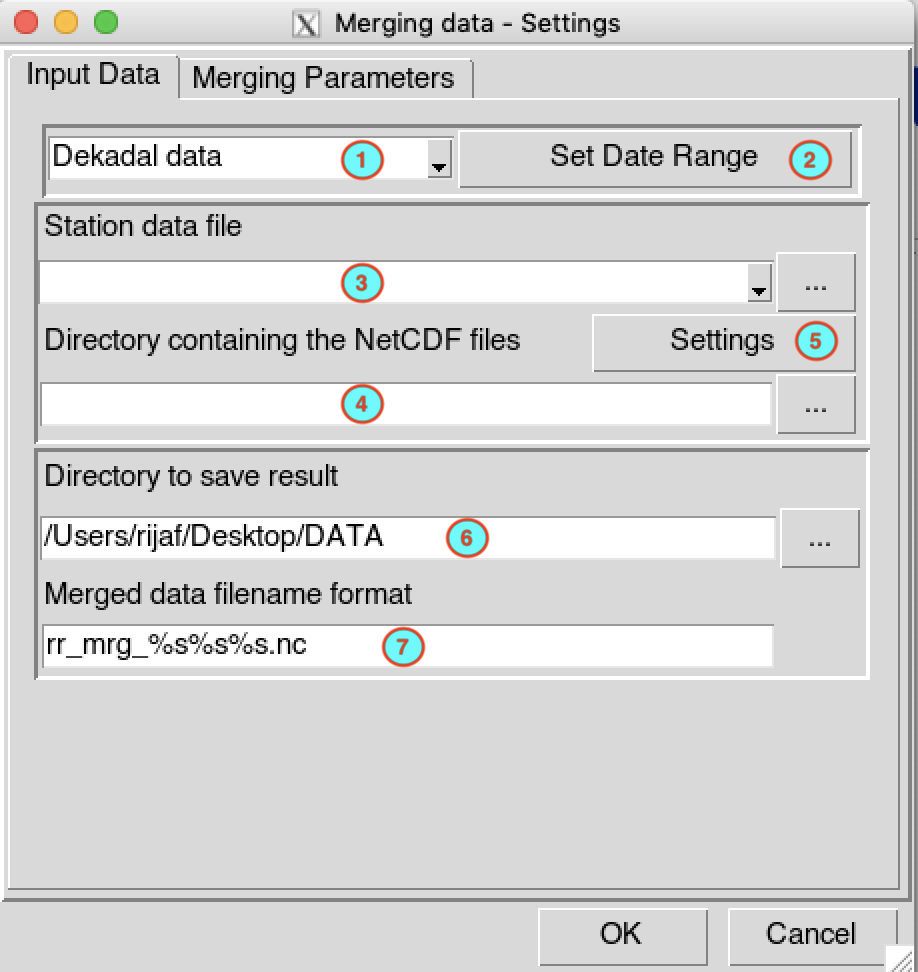 Merging data - Settings
Input Data Merging Parameters
Dekadal data 1 Set Date Range 2
Station data file
3 ...
Directory containing the NetCDF files Settings 5
4 ...
Directory to save result
/Users/rijaf/Desktop/DATA 6 ...
Merged data filename format
rr_mrg_%s%s%s.nc 7
OK Cancel